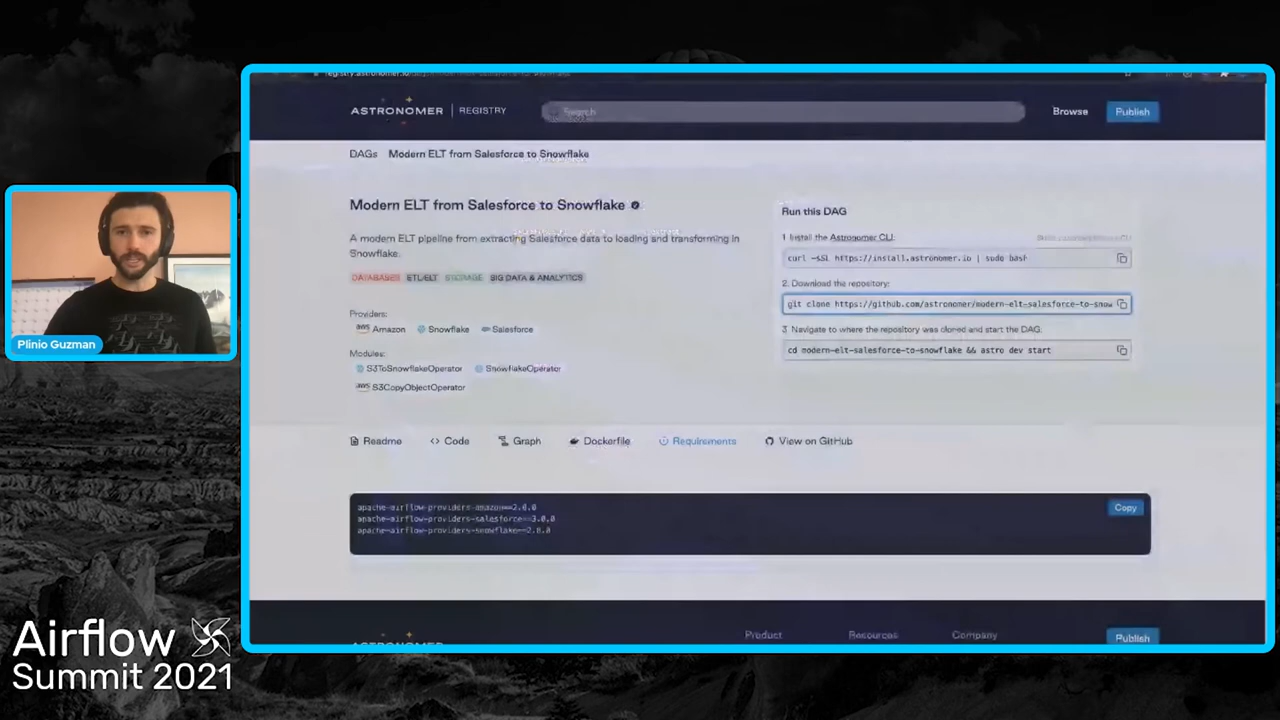 ASTRONOMER | REGISTRY
Search
Browse
Publish
DAGs Modern ELT from Salesforce to Snowflake
Modern ELT from Salesforce to Snowflake
A modern ELT pipeline from extracting Salesforce data to loading and transforming in
Snowflake.
DATABASES ETL/ELT STORAGE BIG DATA & ANALYTICS
Providers:
aws Amazon Snowflake Salesforce
Modules:
S3ToSnowflakeOperator SnowflakeOperator
aws S3CopyObjectOperator
Run this DAG
1. Install the Astronomer CLI:
curl -sSL https://install.astronomer.io | sudo bash
2. Download the repository:
git clone https://github.com/astronomer/modern-elt-salesforce-to-snow
3. Navigate to where the repository was cloned and start the DAG:
cd modern-elt-salesforce-to-snowflake && astro dev start
Readme <> Code Graph Dockerfile Requirements View on GitHub
apache-airflow-providers-amazon==2.0.0
apache-airflow-providers-salesforce==3.0.0
apache-airflow-providers-snowflake==2.0.0
Copy
ASTRONOMER
Product Resources Company
Publish
Plinio Guzman
Airflow
Summit 2021